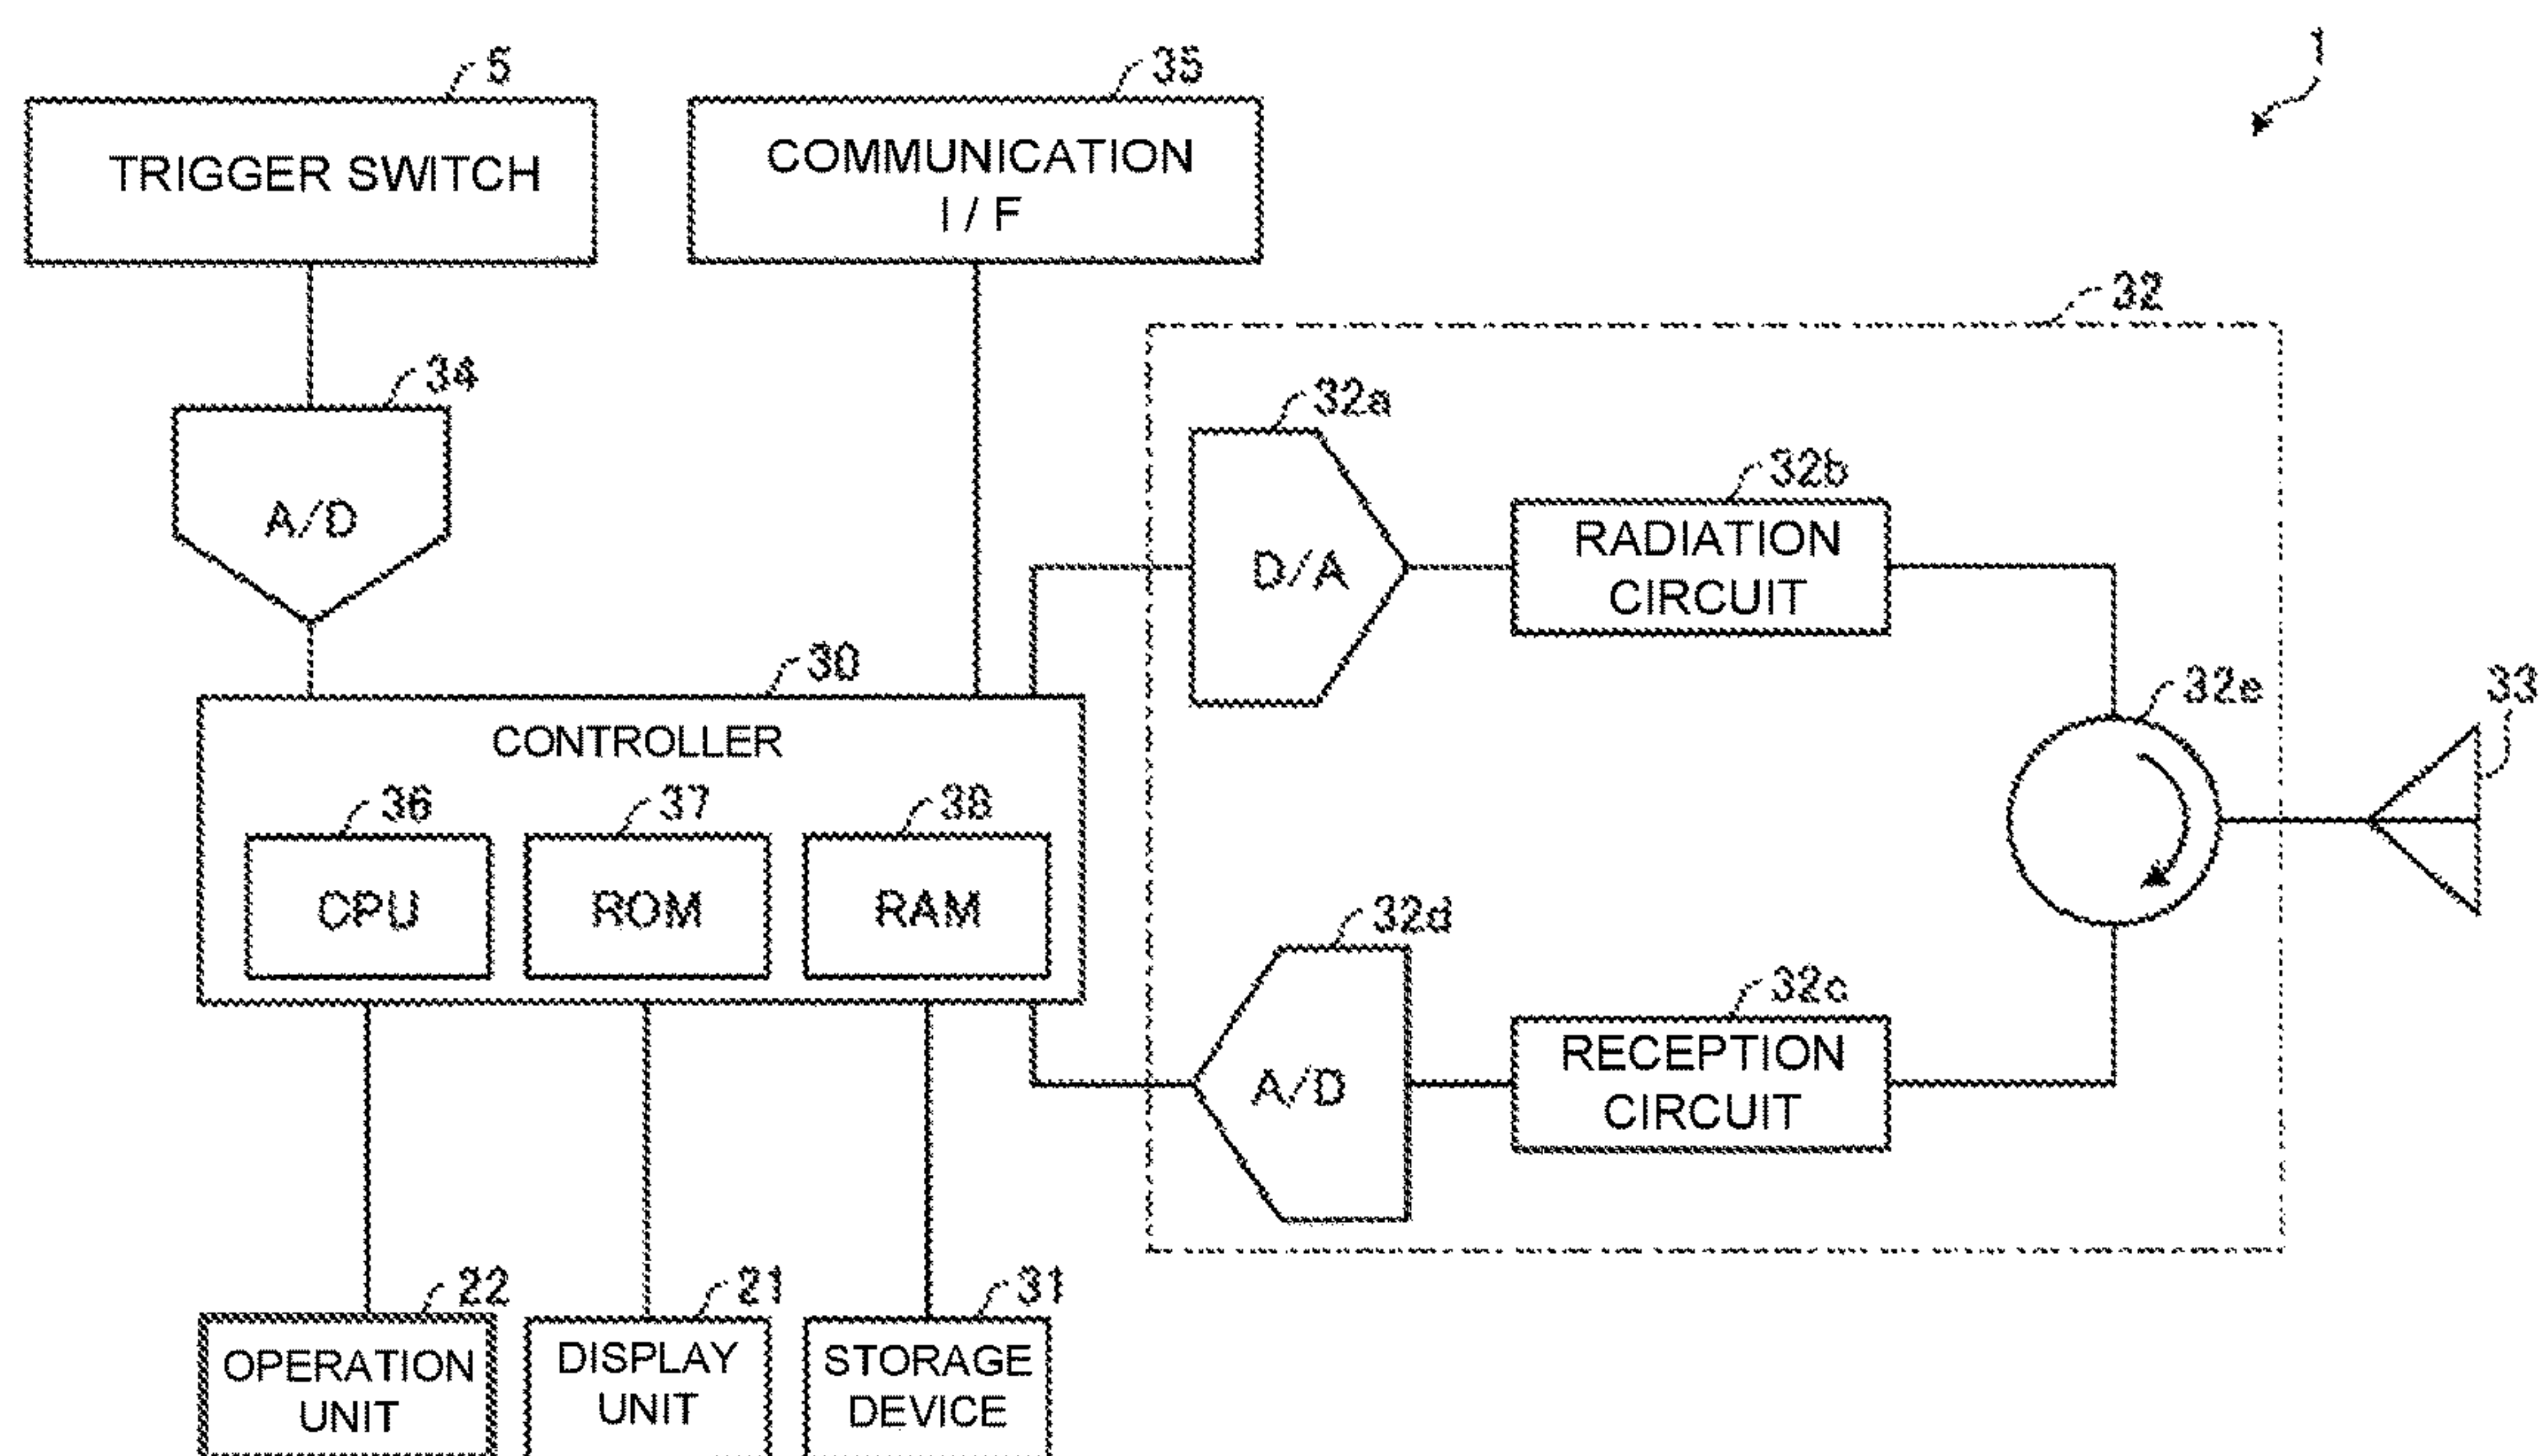 1
5
TRIGGER SWITCH
35
COMMUNICATION
I / F
32
34
A/D
32a
D/A
32b
RADIATION
CIRCUIT
30
CONTROLLER
32e
33
36
CPU
37
ROM
38
RAM
32d
A/D
32c
RECEPTION
CIRCUIT
22
OPERATION
UNIT
21
DISPLAY
UNIT
31
STORAGE
DEVICE